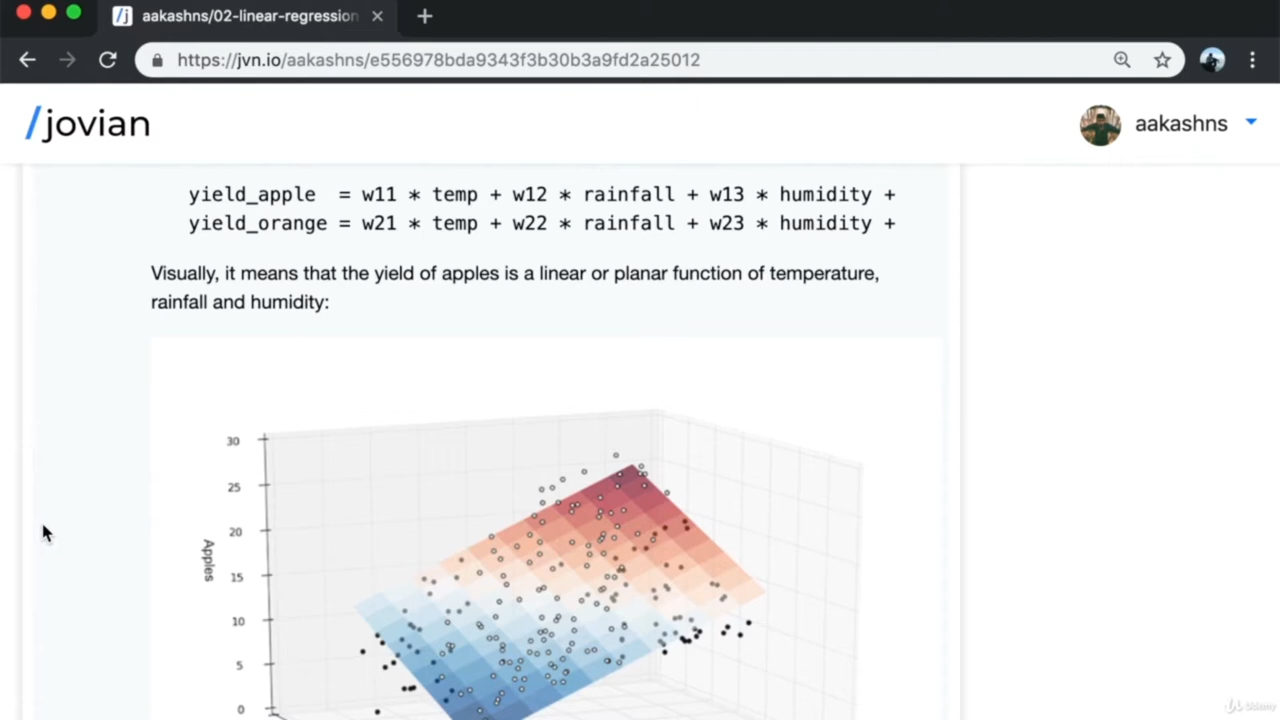 aakashns/02-linear-regression
https://jvn.io/aakashns/e556978bda9343f3b30b3a9fd2a25012
/jovian
aakashns
yield_apple = w11 * temp + w12 * rainfall + w13 * humidity +
yield_orange = w21 * temp + w22 * rainfall + w23 * humidity +
Visually, it means that the yield of apples is a linear or planar function of temperature,
rainfall and humidity:
30
25
20
15
10
5
0
Apples
Udemy